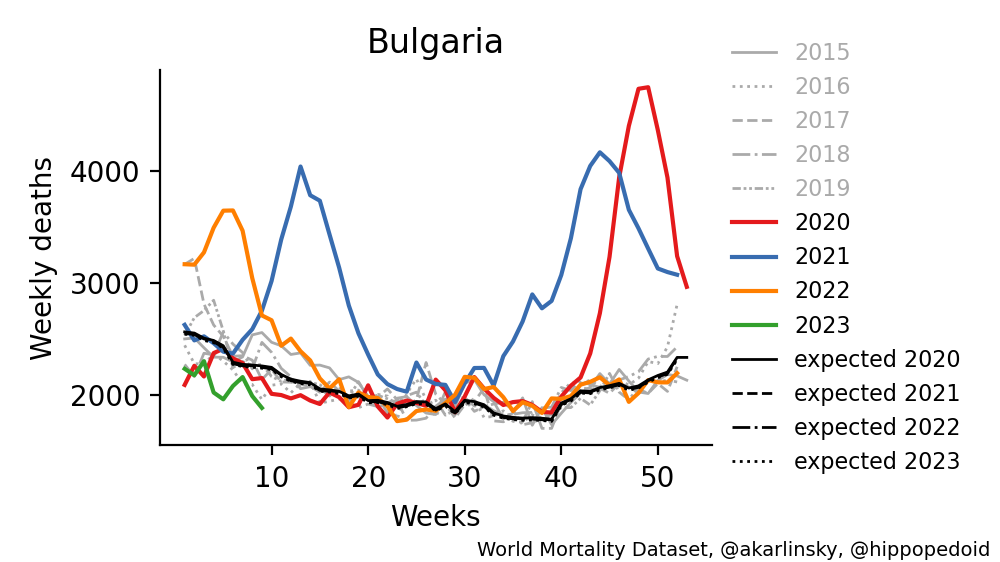 Bulgaria
Weekly deaths
4000
3000
2000
10 20 30 40 50
Weeks
2015
2016
2017
2018
2019
2020
2021
2022
2023
expected 2020
expected 2021
expected 2022
expected 2023
World Mortality Dataset, @akarlinsky, @hippopedoid